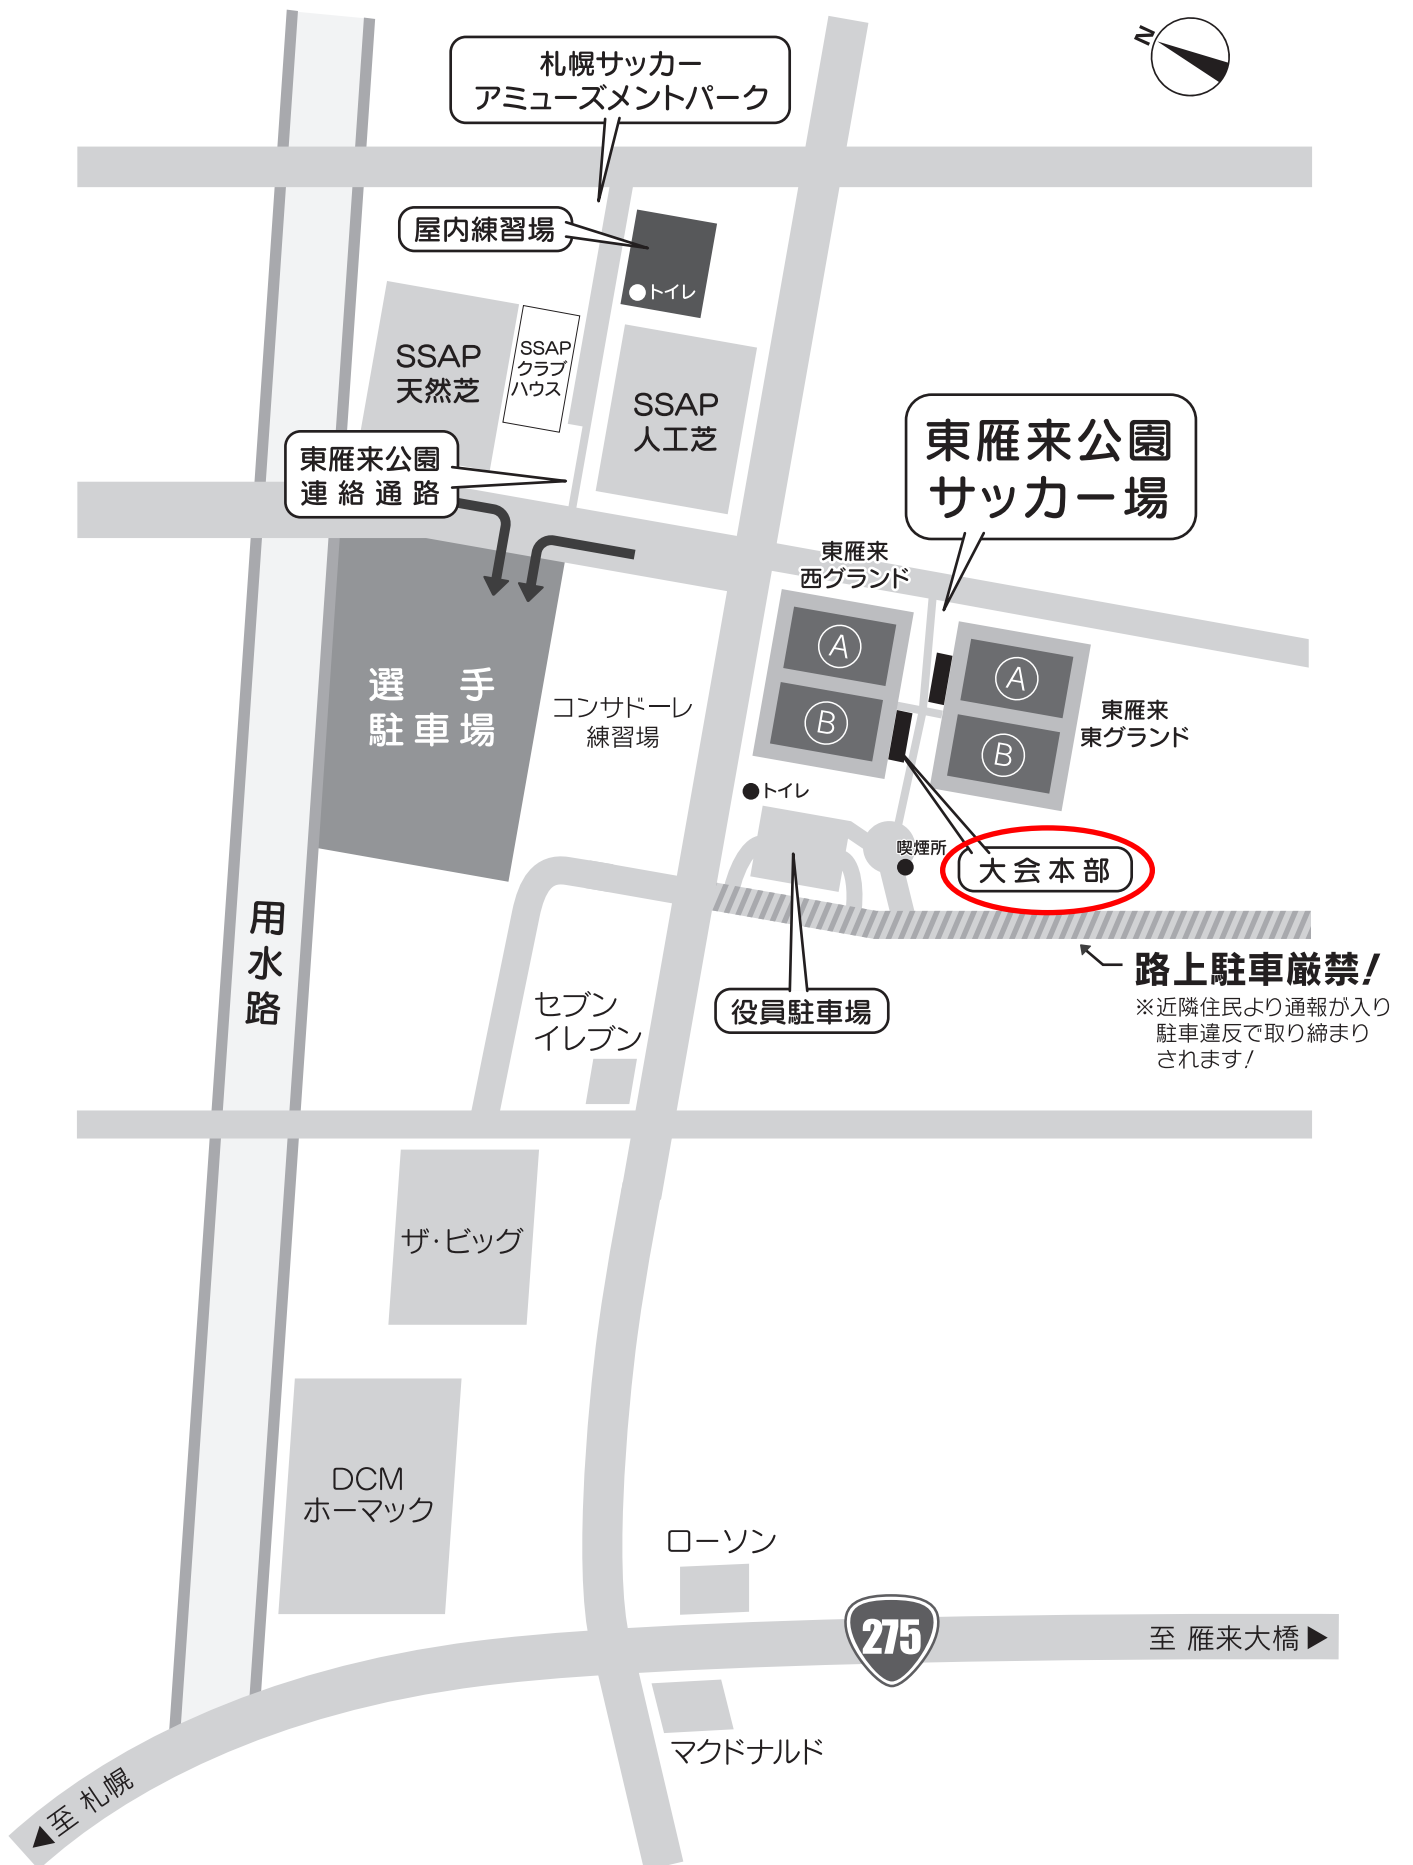 N
札幌サッカー
アミューズメントパーク
屋内練習場
トイレ
SSAP
天然芝
SSAP
クラブ
ハウス
SSAP
人工芝
東雁来公園
連絡通路
東雁来公園
サッカー場
東雁来
西グランド
A
B
A
B
東雁来
東グランド
選手
駐車場
コンサドーレ
練習場
トイレ
喫煙所
大会本部
用水路
役員駐車場
路上駐車厳禁!
※近隣住民より通報が入り
駐車違反で取り締まり
されます!
セブン
イレブン
ザ・ビッグ
DCM
ホーマック
ローソン
275
至 雁来大橋▶
マクドナルド
◀至 札幌